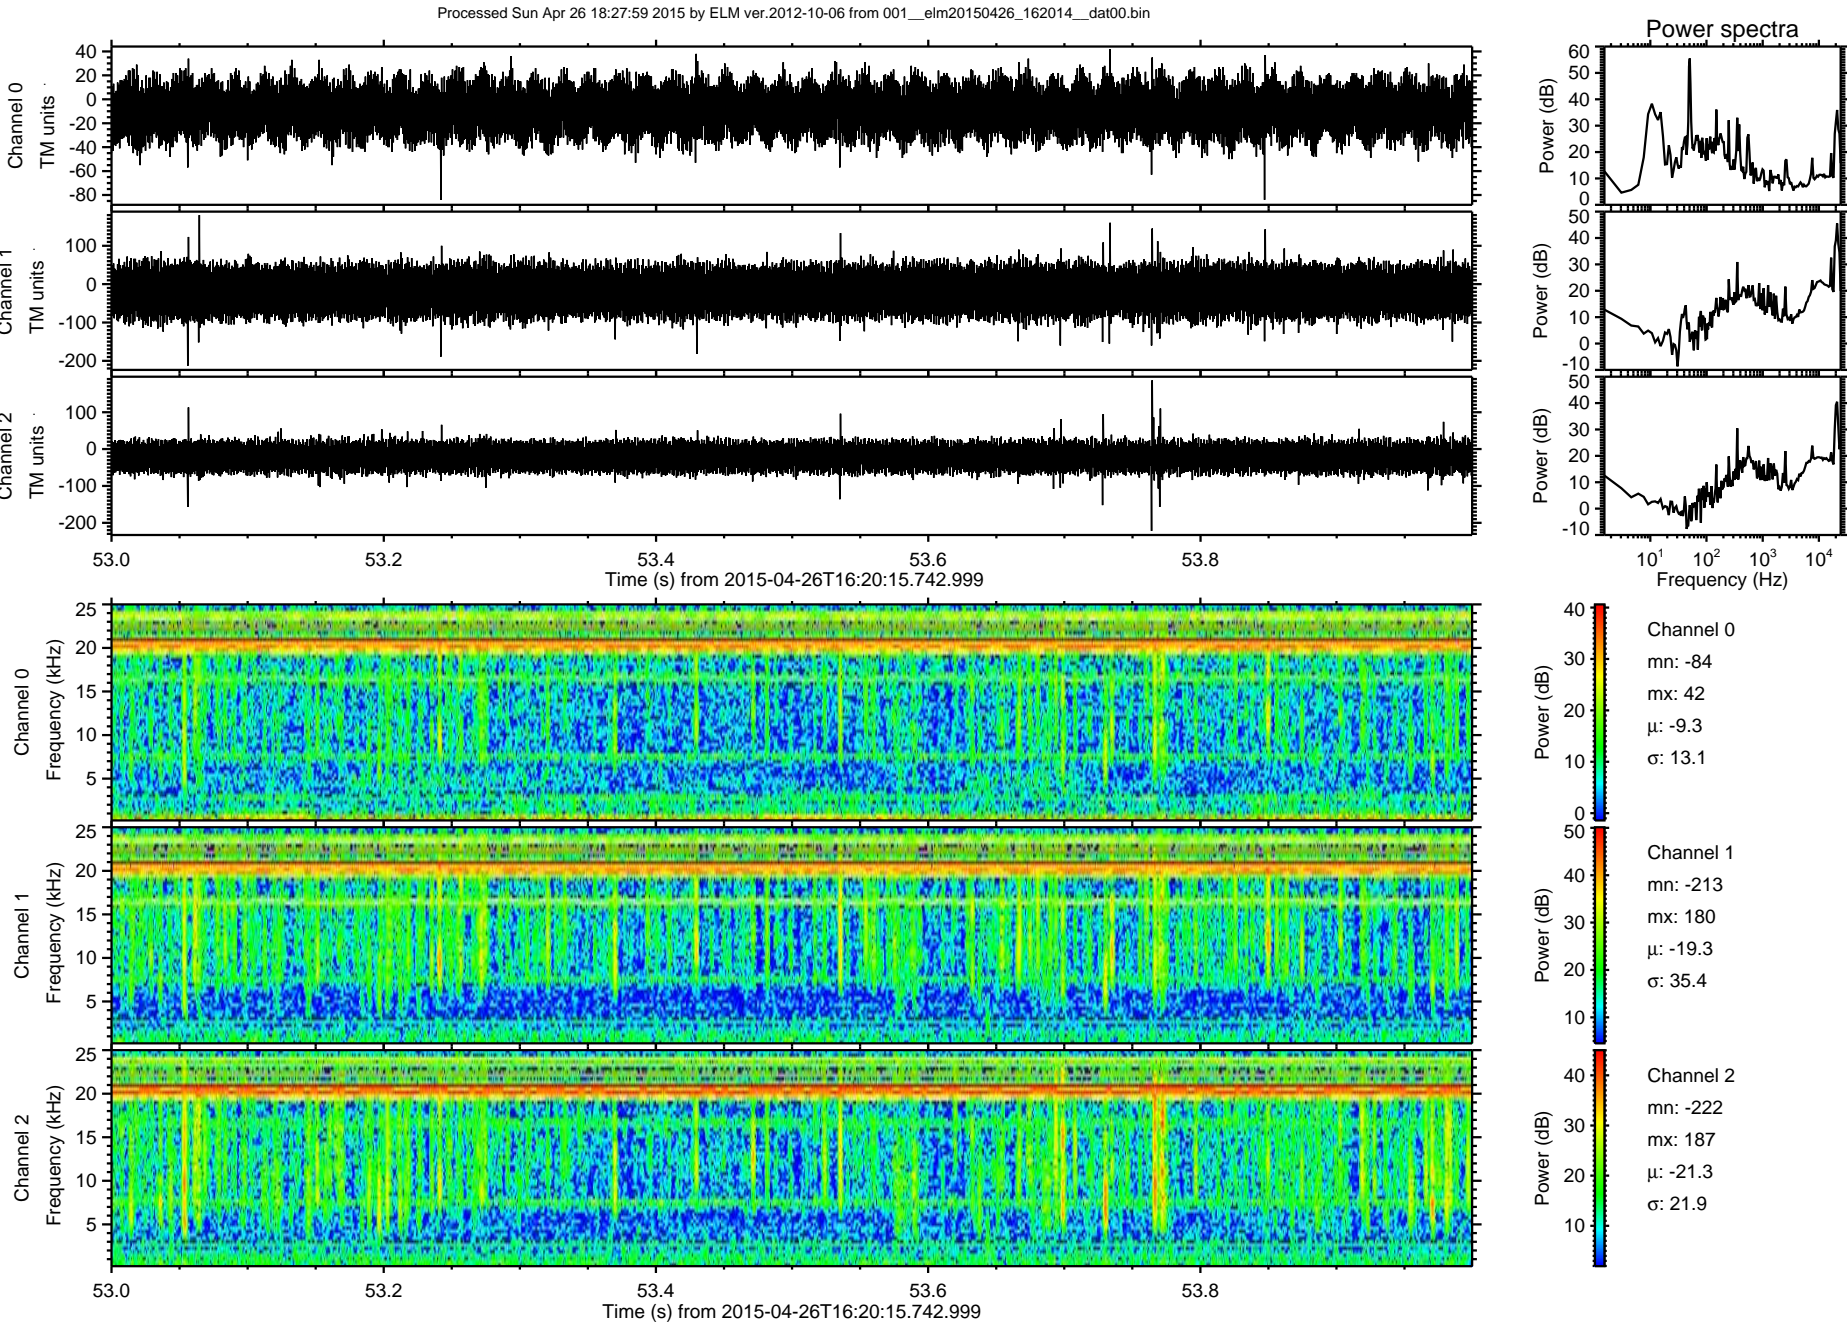 Processed Sun Apr 26 18:27:59 2015 by ELM ver.2012-10-06 from 001__elm20150426_162014__dat00.bin
Power spectra
Channel 0
TM units
40
20
0
-20
-40
-60
-80
Power (dB)
60
50
40
30
20
10
0
Channel 1
TM units
100
0
-100
-200
Power (dB)
50
40
30
20
10
0
-10
Channel 2
TM units
100
0
-100
-200
Power (dB)
50
40
30
20
10
0
-10
53.0 53.2 53.4 53.6 53.8
Time (s) from 2015-04-26T16:20:15.742.999
10¹ 10² 10³ 10⁴
Frequency (Hz)
Channel 0
Frequency (kHz)
25
20
15
10
5
Power (dB)
40
30
20
10
0
Channel 0
mn: -84
mx: 42
μ: -9.3
σ: 13.1
Channel 1
Frequency (kHz)
25
20
15
10
5
Power (dB)
50
40
30
20
10
Channel 1
mn: -213
mx: 180
μ: -19.3
σ: 35.4
Channel 2
Frequency (kHz)
25
20
15
10
5
Power (dB)
40
30
20
10
Channel 2
mn: -222
mx: 187
μ: -21.3
σ: 21.9
53.0 53.2 53.4 53.6 53.8
Time (s) from 2015-04-26T16:20:15.742.999